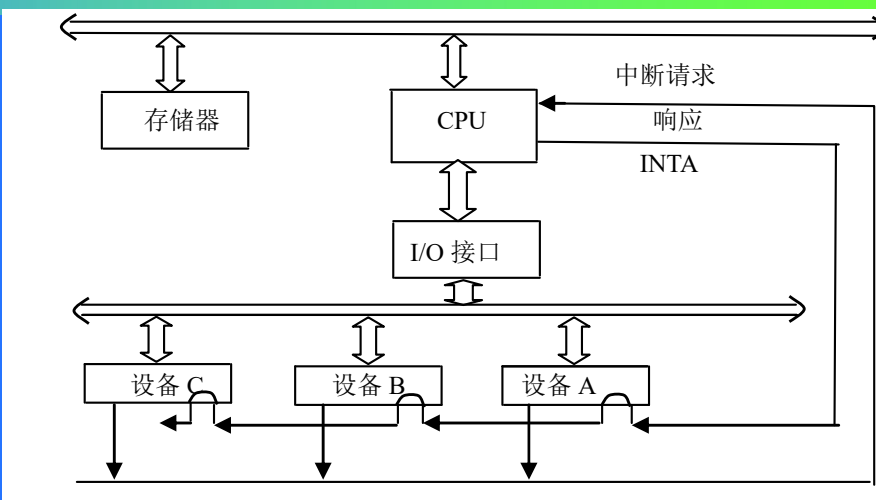 中断请求
存储器
CPU
响应
INTA
I/O 接口
设备 C
设备 B
设备 A